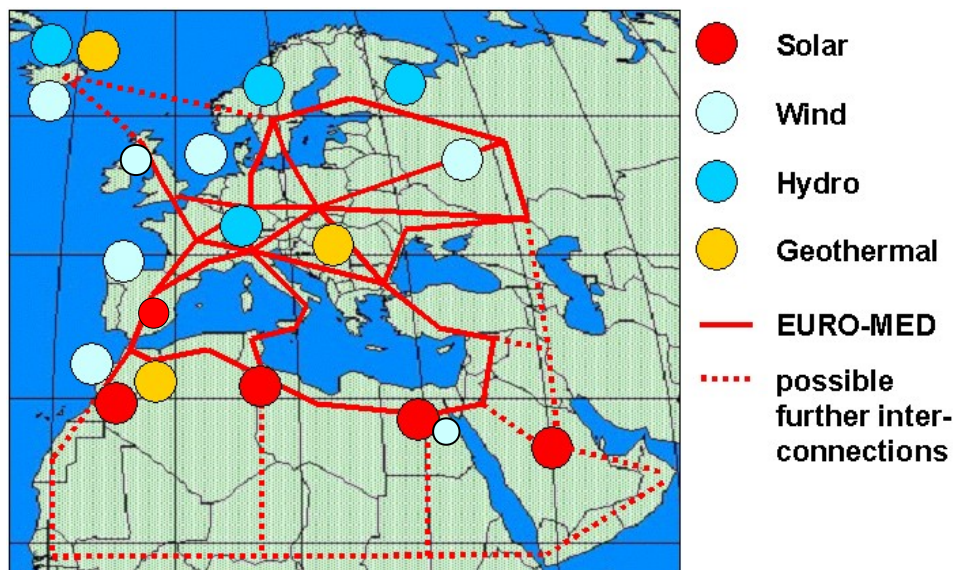 Solar
Wind
Hydro
Geothermal
EURO-MED
possible
further inter-
connections